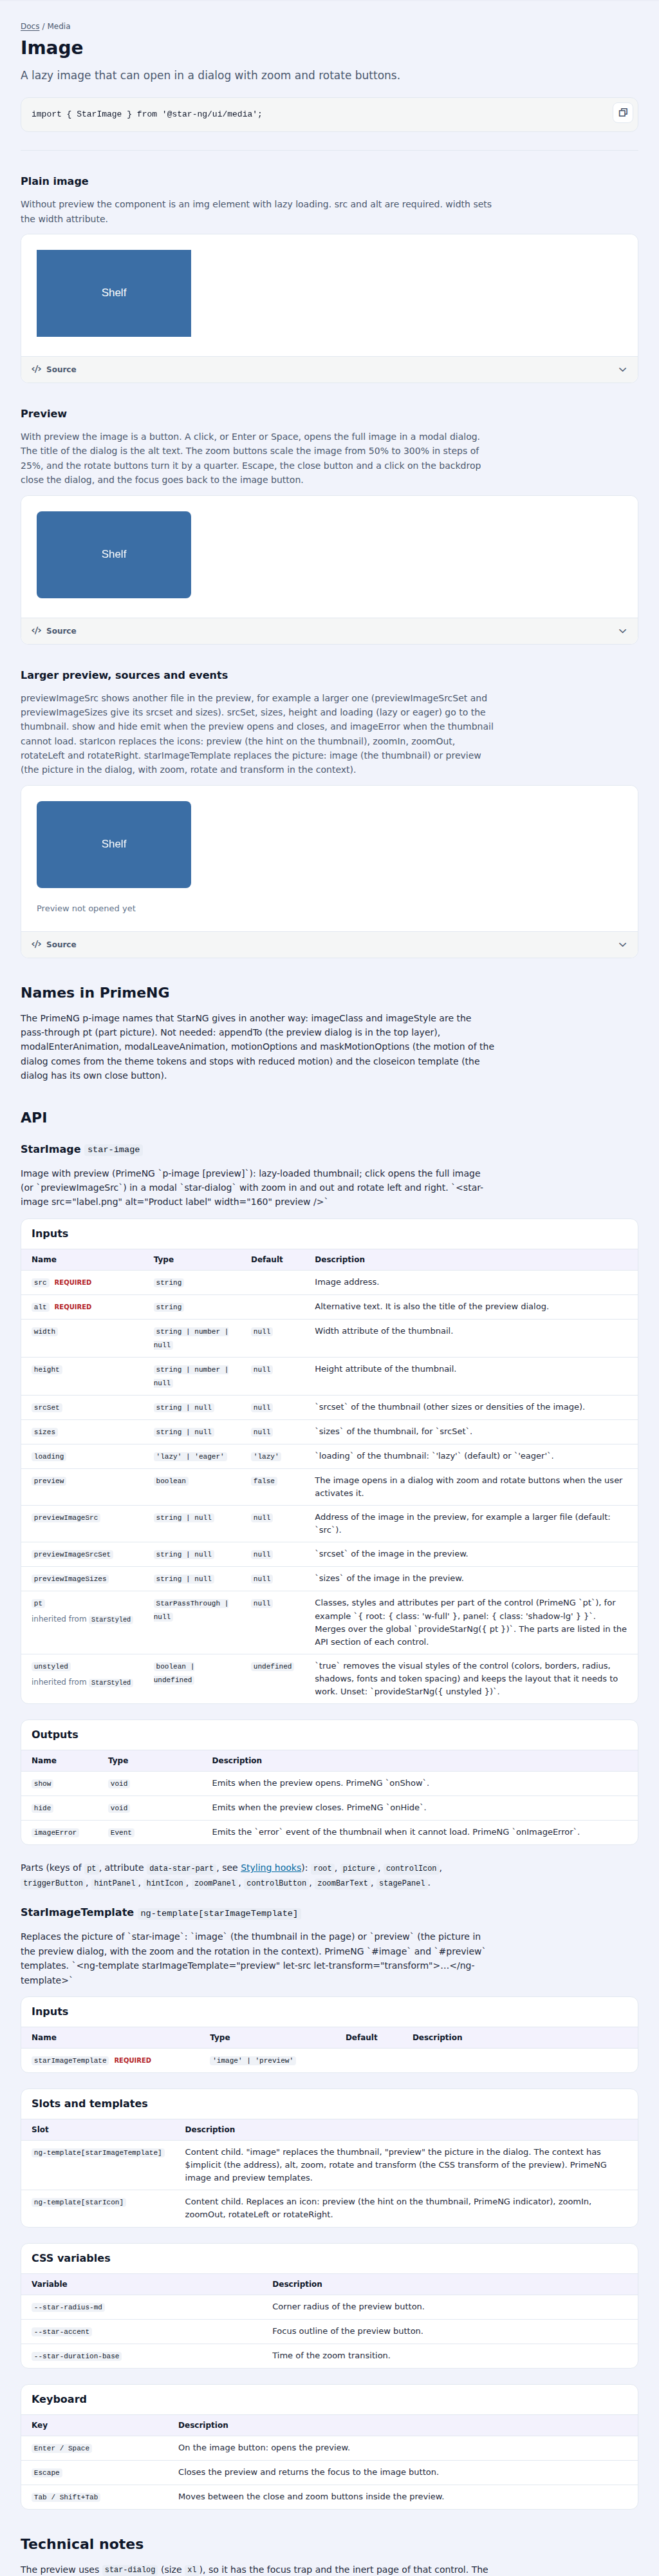 Docs / Media
Image
A lazy image that can open in a dialog with zoom and rotate buttons.
import { StarImage } from '@star-ng/ui/media';
Plain image
Without preview the component is an img element with lazy loading. src and alt are required. width sets
the width attribute.
Shelf
Source
Preview
With preview the image is a button. A click, or Enter or Space, opens the full image in a modal dialog.
The title of the dialog is the alt text. The zoom buttons scale the image from 50% to 300% in steps of
25%, and the rotate buttons turn it by a quarter. Escape, the close button and a click on the backdrop
close the dialog, and the focus goes back to the image button.
Shelf
Source
Larger preview, sources and events
previewImageSrc shows another file in the preview, for example a larger one (previewImageSrcSet and
previewImageSizes give its srcset and sizes). srcSet, sizes, height and loading (lazy or eager) go to the
thumbnail. show and hide emit when the preview opens and closes, and imageError when the thumbnail
cannot load. starIcon replaces the icons: preview (the hint on the thumbnail), zoomIn, zoomOut,
rotateLeft and rotateRight. starImageTemplate replaces the picture: image (the thumbnail) or preview
(the picture in the dialog, with zoom, rotate and transform in the context).
Shelf
Preview not opened yet
Source
Names in PrimeNG
The PrimeNG p-image names that StarNG gives in another way: imageClass and imageStyle are the
pass-through pt (part picture). Not needed: appendTo (the preview dialog is in the top layer),
modalEnterAnimation, modalLeaveAnimation, motionOptions and maskMotionOptions (the motion of the
dialog comes from the theme tokens and stops with reduced motion) and the closeicon template (the
dialog has its own close button).
API
StarImage star-image
Image with preview (PrimeNG `p-image [preview]`): lazy-loaded thumbnail; click opens the full image
(or `previewImageSrc`) in a modal `star-dialog` with zoom in and out and rotate left and right. `<star-
image src="label.png" alt="Product label" width="160" preview />`
Inputs
Name Type Default Description
src REQUIRED string Image address.
alt REQUIRED string Alternative text. It is also the title of the preview dialog.
width string | number | null null Width attribute of the thumbnail.
height string | number | null null Height attribute of the thumbnail.
srcSet string | null null `srcset` of the thumbnail (other sizes or densities of the image).
sizes string | null null `sizes` of the thumbnail, for `srcSet`.
loading 'lazy' | 'eager' 'lazy' `loading` of the thumbnail: `'lazy'` (default) or `'eager'`.
preview boolean false The image opens in a dialog with zoom and rotate buttons when the user
activates it.
previewImageSrc string | null null Address of the image in the preview, for example a larger file (default:
`src`).
previewImageSrcSet string | null null `srcset` of the image in the preview.
previewImageSizes string | null null `sizes` of the image in the preview.
pt StarPassThrough | null null Classes, styles and attributes per part of the control (PrimeNG `pt`), for
inherited from StarStyled example `{ root: { class: 'w-full' }, panel: { class: 'shadow-lg' } }`.
Merges over the global `provideStarNg({ pt })`. The parts are listed in the
API section of each control.
unstyled boolean | undefined undefined `true` removes the visual styles of the control (colors, borders, radius,
inherited from StarStyled shadows, fonts and token spacing) and keeps the layout that it needs to
work. Unset: `provideStarNg({ unstyled })`.
Outputs
Name Type Description
show void Emits when the preview opens. PrimeNG `onShow`.
hide void Emits when the preview closes. PrimeNG `onHide`.
imageError Event Emits the `error` event of the thumbnail when it cannot load. PrimeNG `onImageError`.
Parts (keys of pt, attribute data-star-part, see Styling hooks): root, picture, controlIcon,
triggerButton, hintPanel, hintIcon, zoomPanel, controlButton, zoomBarText, stagePanel.
StarImageTemplate ng-template[starImageTemplate]
Replaces the picture of `star-image`: `image` (the thumbnail in the page) or `preview` (the picture in
the preview dialog, with the zoom and the rotation in the context). PrimeNG `#image` and `#preview`
templates. `<ng-template starImageTemplate="preview" let-src let-transform="transform">…</ng-
template>`
Inputs
Name Type Default Description
starImageTemplate REQUIRED 'image' | 'preview'
Slots and templates
Slot Description
ng-template[starImageTemplate] Content child. "image" replaces the thumbnail, "preview" the picture in the dialog. The context has
$implicit (the address), alt, zoom, rotate and transform (the CSS transform of the preview). PrimeNG
image and preview templates.
ng-template[starIcon] Content child. Replaces an icon: preview (the hint on the thumbnail, PrimeNG indicator), zoomIn,
zoomOut, rotateLeft or rotateRight.
CSS variables
Variable Description
--star-radius-md Corner radius of the preview button.
--star-accent Focus outline of the preview button.
--star-duration-base Time of the zoom transition.
Keyboard
Key Description
Enter / Space On the image button: opens the preview.
Escape Closes the preview and returns the focus to the image button.
Tab / Shift+Tab Moves between the close and zoom buttons inside the preview.
Technical notes
The preview uses star-dialog (size xl), so it has the focus trap and the inert page of that control. The